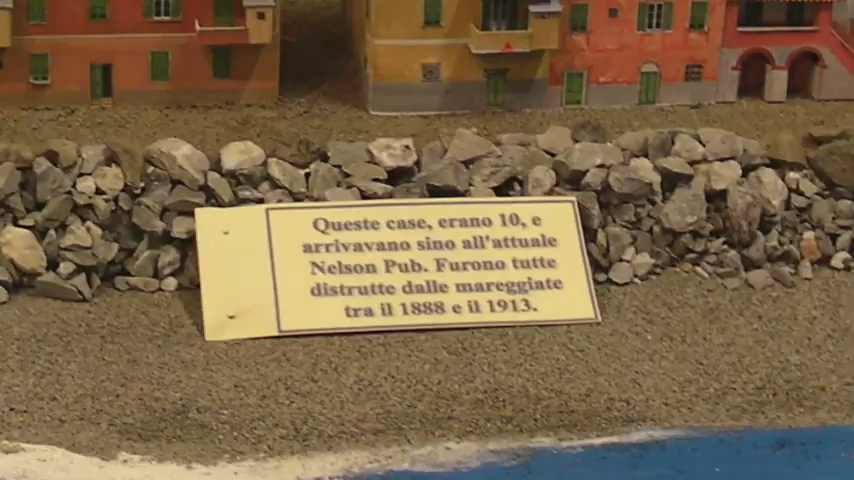 Queste case, erano 10, e
arrivavano sino all'attuale
Nelson Pub. Furono tutte
distrutte dalle mareggiate
tra il 1888 e il 1913.